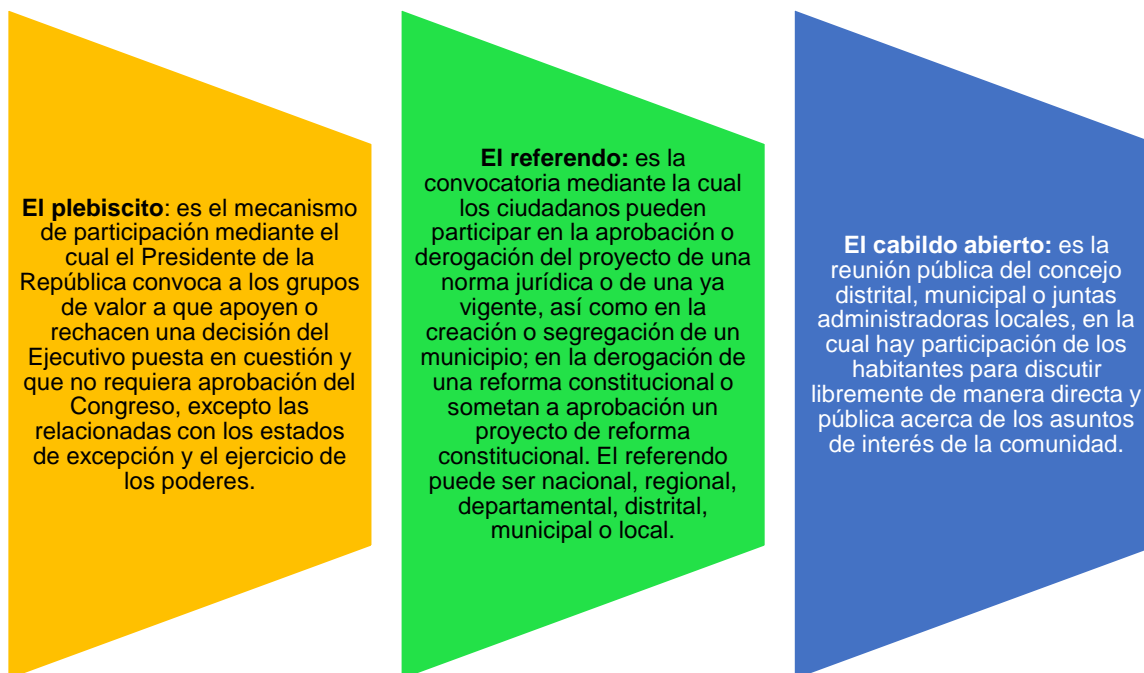 El plebiscito: es el mecanismo
de participación mediante el
cual el Presidente de la
República convoca a los grupos
de valor a que apoyen o
rechacen una decisión del
Ejecutivo puesta en cuestión y
que no requiera aprobación del
Congreso, excepto las
relacionadas con los estados
de excepción y el ejercicio de
los poderes.
El referendo: es la
convocatoria mediante la cual
los ciudadanos pueden
participar en la aprobación o
derogación del proyecto de una
norma jurídica o de una ya
vigente, así como en la
creación o segregación de un
municipio; en la derogación de
una reforma constitucional o
sometan a aprobación un
proyecto de reforma
constitucional. El referendo
puede ser nacional, regional,
departamental, distrital,
municipal o local.
El cabildo abierto: es la
reunión pública del concejo
distrital, municipal o juntas
administradoras locales, en la
cual hay participación de los
habitantes para discutir
libremente de manera directa y
pública acerca de los asuntos
de interés de la comunidad.